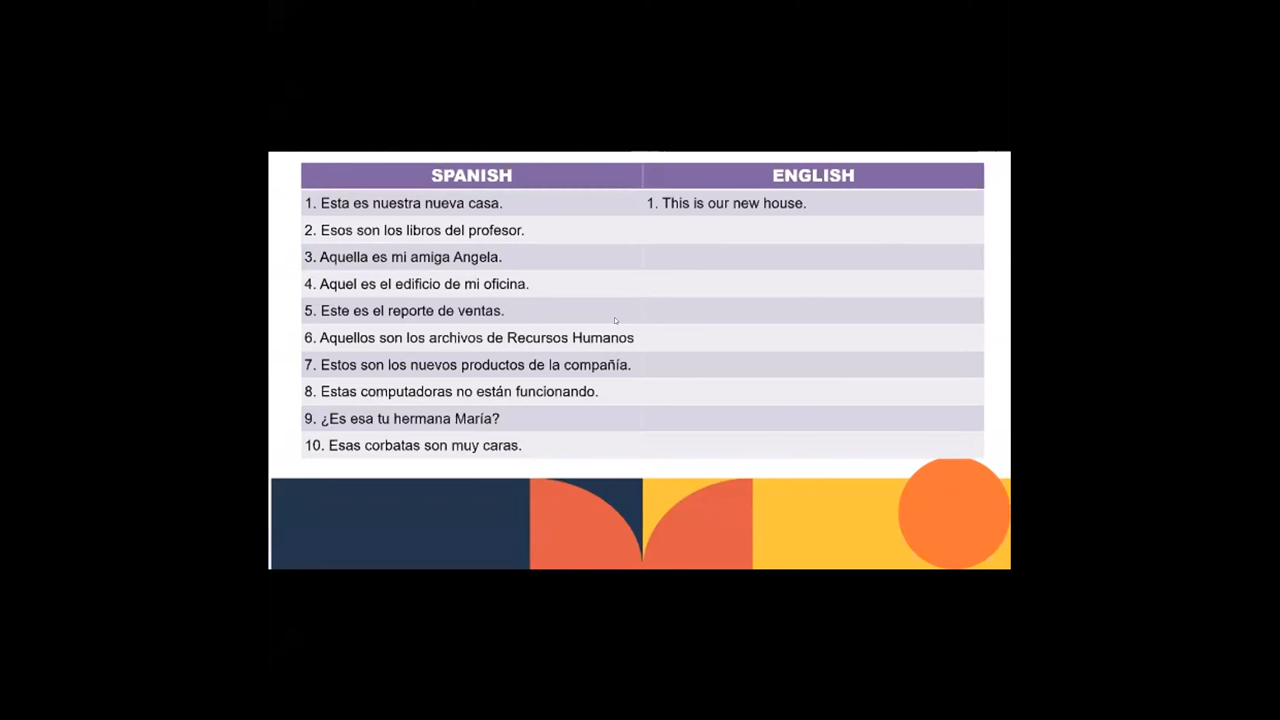 SPANISH ENGLISH
1. Esta es nuestra nueva casa. 1. This is our new house.
2. Esos son los libros del profesor.
3. Aquella es mi amiga Angela.
4. Aquel es el edificio de mi oficina.
5. Este es el reporte de ventas.
6. Aquellos son los archivos de Recursos Humanos
7. Estos son los nuevos productos de la compañía.
8. Estas computadoras no están funcionando.
9. ¿Es esa tu hermana María?
10. Esas corbatas son muy caras.